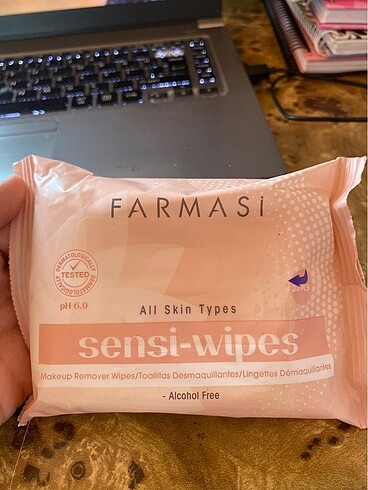 FARMASi
DERMATOLOGICALLY
TESTED
DERMATOLOGICALLY
pH 6.0
All Skin Types
sensi-wipes
Makeup Remover Wipes/Toallitas Desmaquillantes/Lingettes Démaquillantes
- Alcohol Free